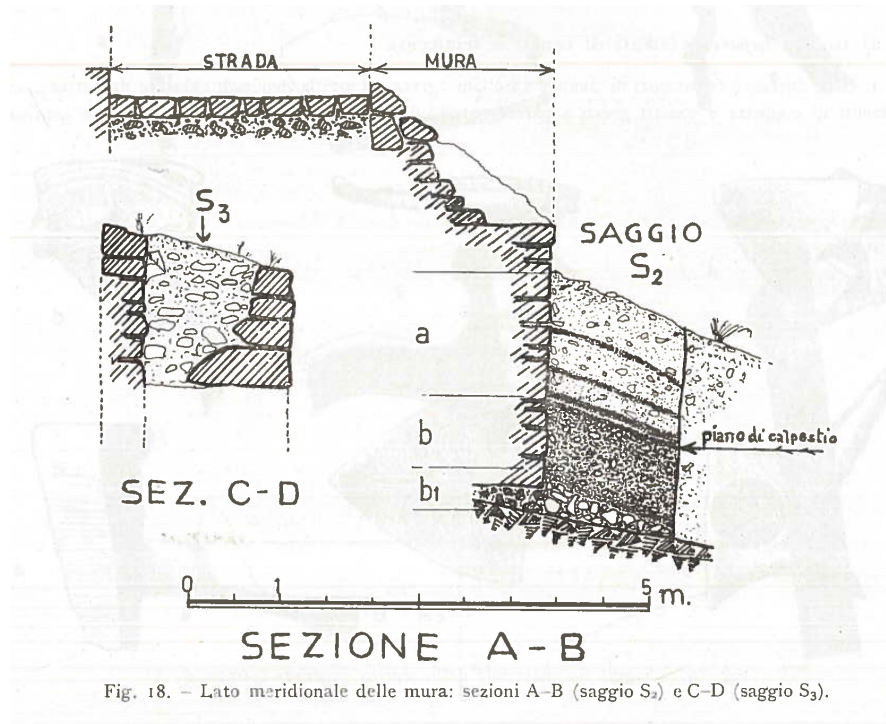 STRADA
MURA
S3
SAGGIO
S2
a
b
b1
piano di calpestio
SEZ. C-D
0 1 5 m.
SEZIONE A-B
Fig. 18. – Lato meridionale delle mura: sezioni A-B (saggio S2) e C-D (saggio S3).